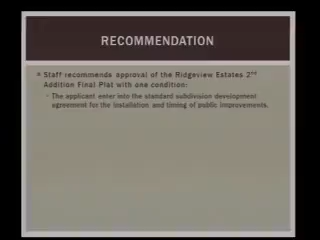 RECOMMENDATION
Staff recommends approval of the Ridgeview Estates 2nd
Addition Final Plat with one condition:
The applicant enter into the standard subdivision development
agreement for the installation and timing of public improvements.